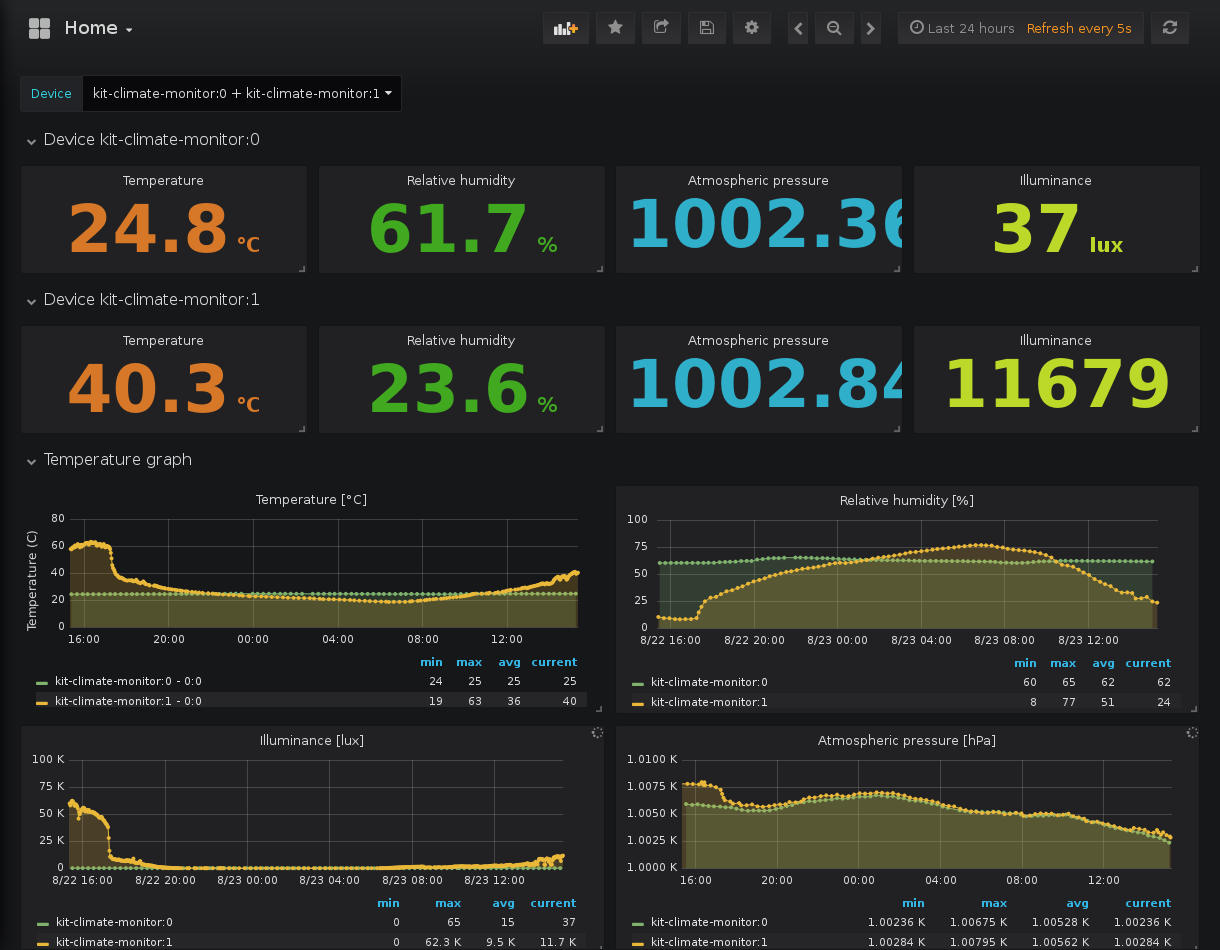 Home
Last 24 hours Refresh every 5s
Device kit-climate-monitor:0 + kit-climate-monitor:1
Device kit-climate-monitor:0
Temperature Relative humidity Atmospheric pressure Illuminance
24.8 °C 61.7 % 1002.36 37 lux
Device kit-climate-monitor:1
Temperature Relative humidity Atmospheric pressure Illuminance
40.3 °C 23.6 % 1002.84 11679
Temperature graph
Temperature [°C]
Temperature (C)
80
60
40
20
0
16:00 20:00 00:00 04:00 08:00 12:00
min max avg current
kit-climate-monitor:0 - 0:0 24 25 25 25
kit-climate-monitor:1 - 0:0 19 63 36 40
Relative humidity [%]
100
75
50
25
0
8/22 16:00 8/22 20:00 8/23 00:00 8/23 04:00 8/23 08:00 8/23 12:00
min max avg current
kit-climate-monitor:0 60 65 62 62
kit-climate-monitor:1 8 77 51 24
Illuminance [lux]
100 K
75 K
50 K
25 K
0
8/22 16:00 8/22 20:00 8/23 00:00 8/23 04:00 8/23 08:00 8/23 12:00
min max avg current
kit-climate-monitor:0 0 65 15 37
kit-climate-monitor:1 0 62.3 K 9.5 K 11.7 K
Atmospheric pressure [hPa]
1.0100 K
1.0075 K
1.0050 K
1.0025 K
1.0000 K
16:00 20:00 00:00 04:00 08:00 12:00
min max avg current
kit-climate-monitor:0 1.00236 K 1.00675 K 1.00528 K 1.00236 K
kit-climate-monitor:1 1.00284 K 1.00795 K 1.00562 K 1.00284 K